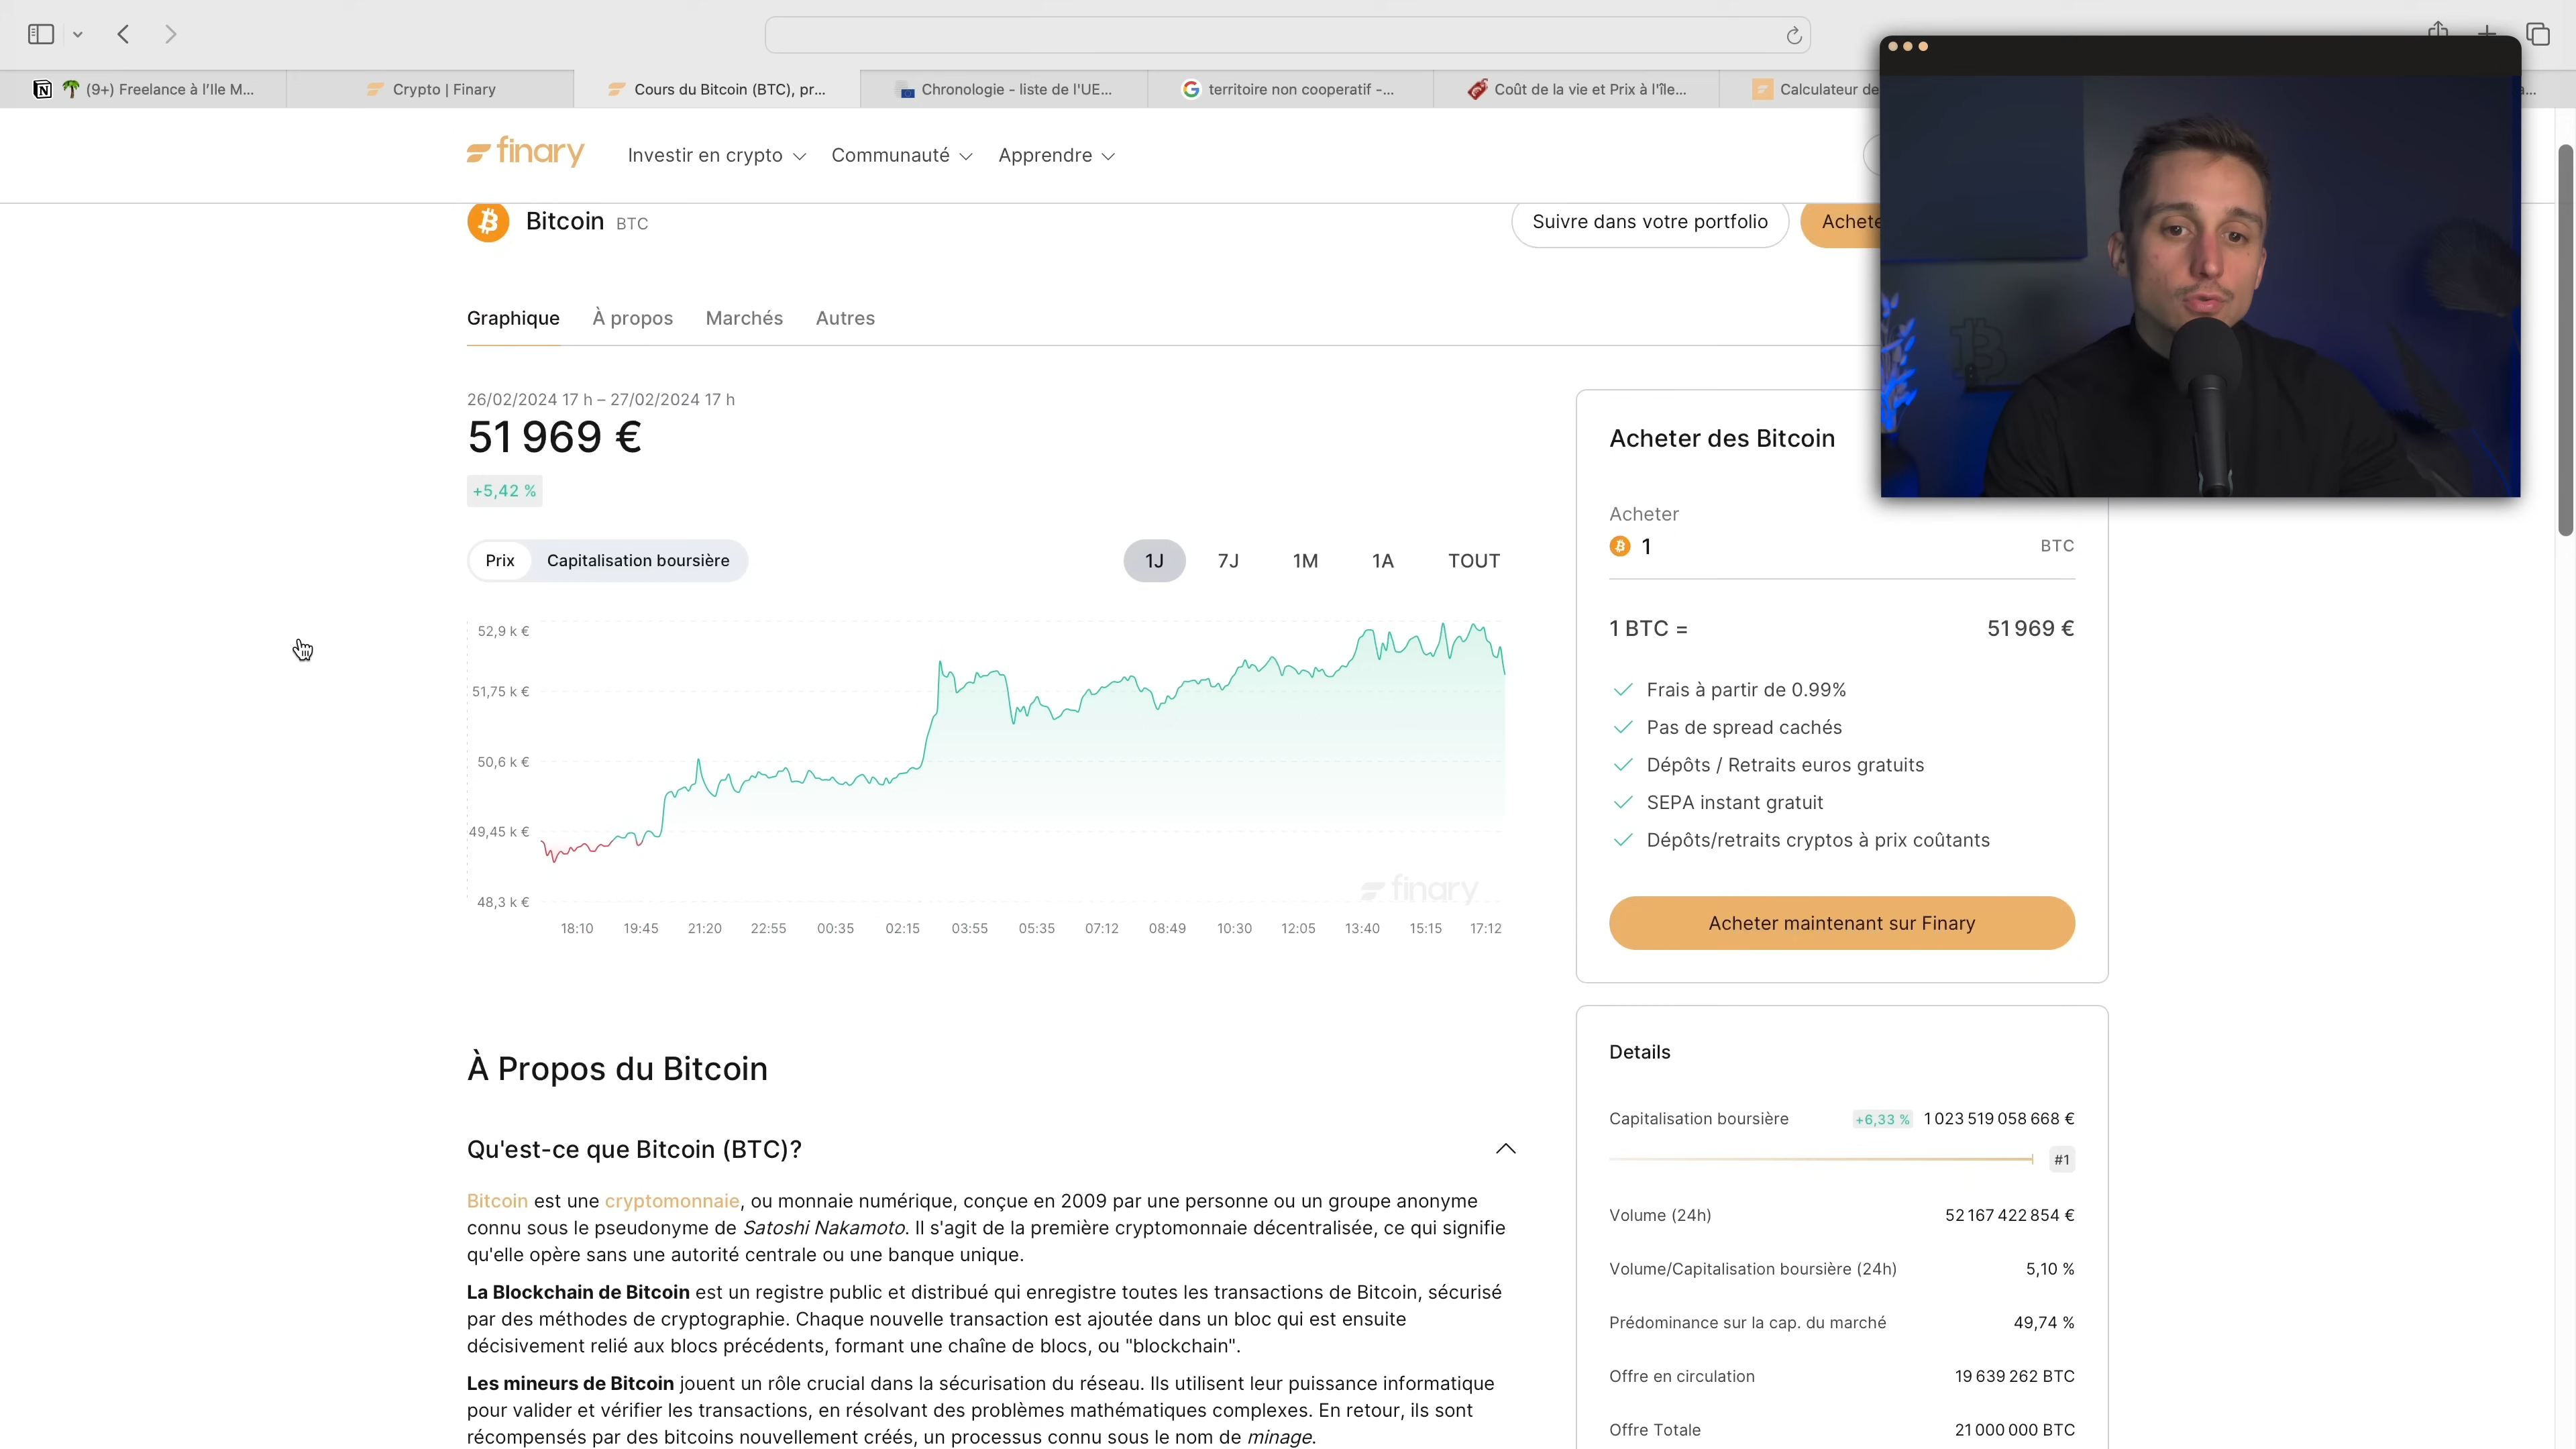 (9+) Freelance à l'Ile M...
Crypto | Finary
Cours du Bitcoin (BTC), pr...
Chronologie - liste de l'UE...
territoire non cooperatif -...
Coût de la vie et Prix à l'île...
Calculateur de
finary
Investir en crypto
Communauté
Apprendre
Bitcoin BTC
Suivre dans votre portfolio
Graphique
À propos
Marchés
Autres
26/02/2024 17 h – 27/02/2024 17 h
51 969 €
+5,42 %
Prix
Capitalisation boursière
1J
7J
1M
1A
TOUT
52,9 k €
51,75 k €
50,6 k €
49,45 k €
48,3 k €
finary
18:10
19:45
21:20
22:55
00:35
02:15
03:55
05:35
07:12
08:49
10:30
12:05
13:40
15:15
17:12
Acheter des Bitcoin
Acheter
1
BTC
1 BTC =
51 969 €
Frais à partir de 0.99%
Pas de spread cachés
Dépôts / Retraits euros gratuits
SEPA instant gratuit
Dépôts/retraits cryptos à prix coûtants
Acheter maintenant sur Finary
À Propos du Bitcoin
Qu'est-ce que Bitcoin (BTC)?
Bitcoin est une cryptomonnaie, ou monnaie numérique, conçue en 2009 par une personne ou un groupe anonyme
connu sous le pseudonyme de Satoshi Nakamoto. Il s'agit de la première cryptomonnaie décentralisée, ce qui signifie
qu'elle opère sans une autorité centrale ou une banque unique.
La Blockchain de Bitcoin est un registre public et distribué qui enregistre toutes les transactions de Bitcoin, sécurisé
par des méthodes de cryptographie. Chaque nouvelle transaction est ajoutée dans un bloc qui est ensuite
décisivement relié aux blocs précédents, formant une chaîne de blocs, ou "blockchain".
Les mineurs de Bitcoin jouent un rôle crucial dans la sécurisation du réseau. Ils utilisent leur puissance informatique
pour valider et vérifier les transactions, en résolvant des problèmes mathématiques complexes. En retour, ils sont
récompensés par des bitcoins nouvellement créés, un processus connu sous le nom de minage.
Details
Capitalisation boursière
+6,33 %
1 023 519 058 668 €
#1
Volume (24h)
52 167 422 854 €
Volume/Capitalisation boursière (24h)
5,10 %
Prédominance sur la cap. du marché
49,74 %
Offre en circulation
19 639 262 BTC
Offre Totale
21 000 000 BTC